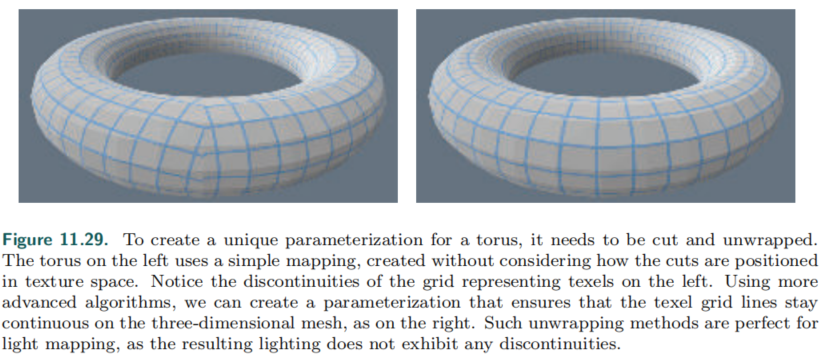 Figure 11.29. To create a unique parameterization for a torus, it needs to be cut and unwrapped.
The torus on the left uses a simple mapping, created without considering how the cuts are positioned
in texture space. Notice the discontinuities of the grid representing texels on the left. Using more
advanced algorithms, we can create a parameterization that ensures that the texel grid lines stay
continuous on the three-dimensional mesh, as on the right. Such unwrapping methods are perfect for
light mapping, as the resulting lighting does not exhibit any discontinuities.